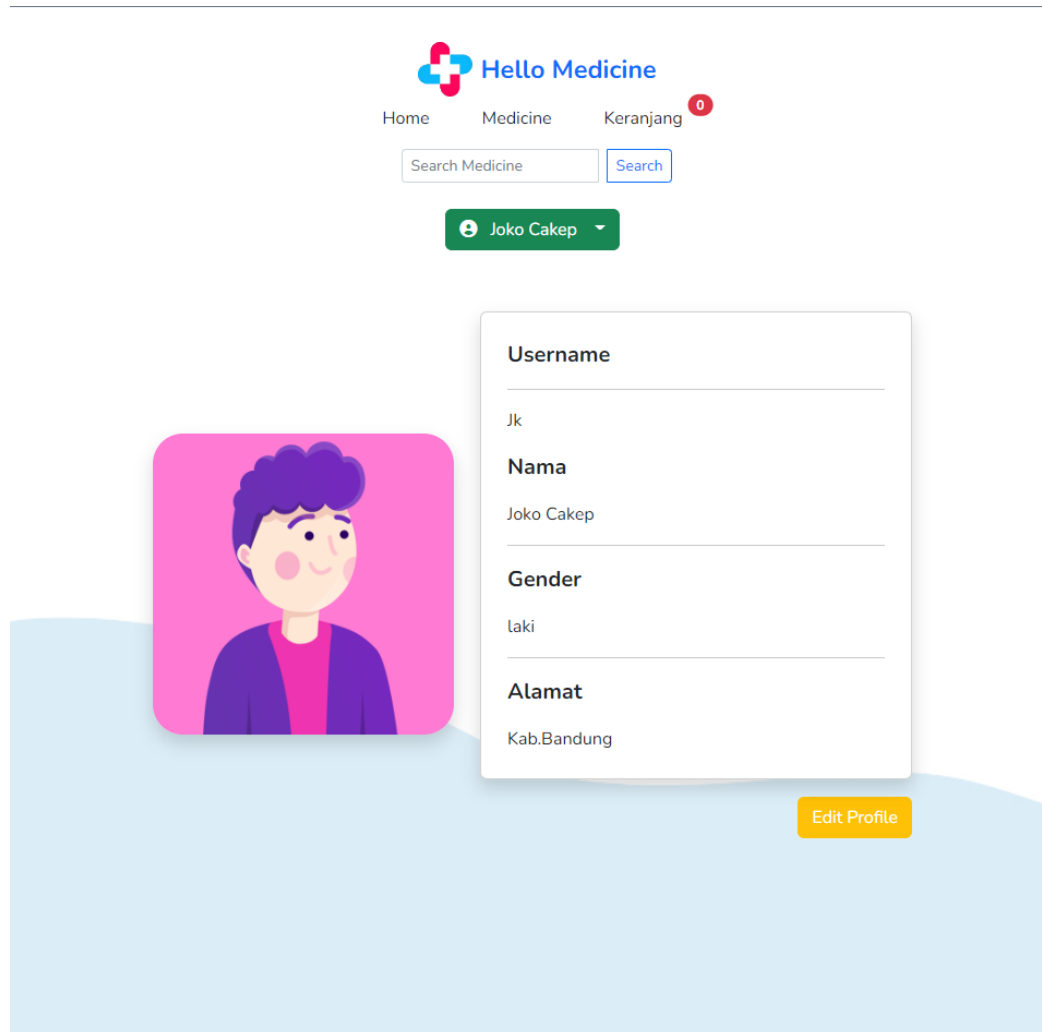 Hello Medicine
Home Medicine Keranjang 0
Search Medicine Search
Joko Cakep
Username
Jk
Nama
Joko Cakep
Gender
laki
Alamat
Kab.Bandung
Edit Profile